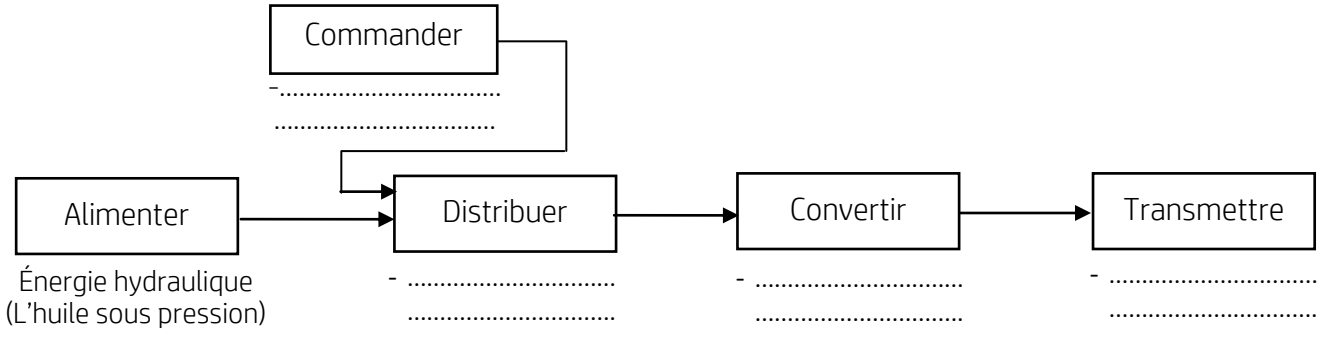 Commander
-..................................
..................................
Alimenter
Distribuer
Convertir
Transmettre
Énergie hydraulique
(L’huile sous pression)
- ................................
................................
- ................................
................................
- ................................
................................